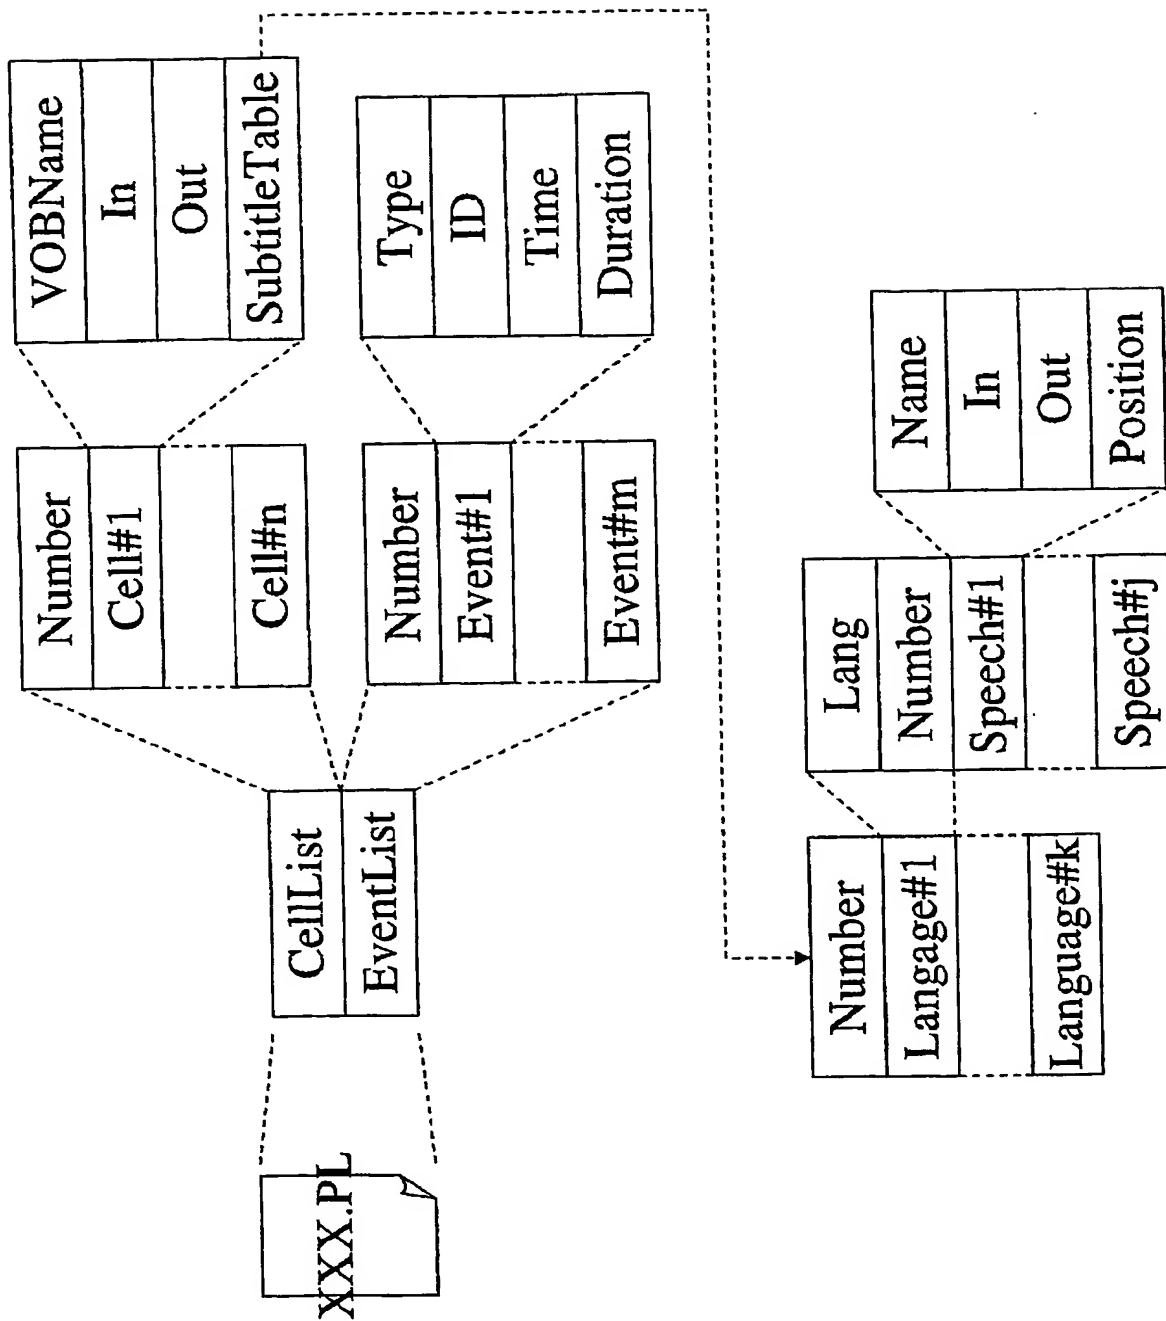 XXX.PL
CellList
EventList
Number
Cell#1
Cell#n
VOBName
In
Out
SubtitleTable
Number
Event#1
Event#m
Type
ID
Time
Duration
Number
Langage#1
Language#k
Lang
Number
Speech#1
Speech#j
Name
In
Out
Position